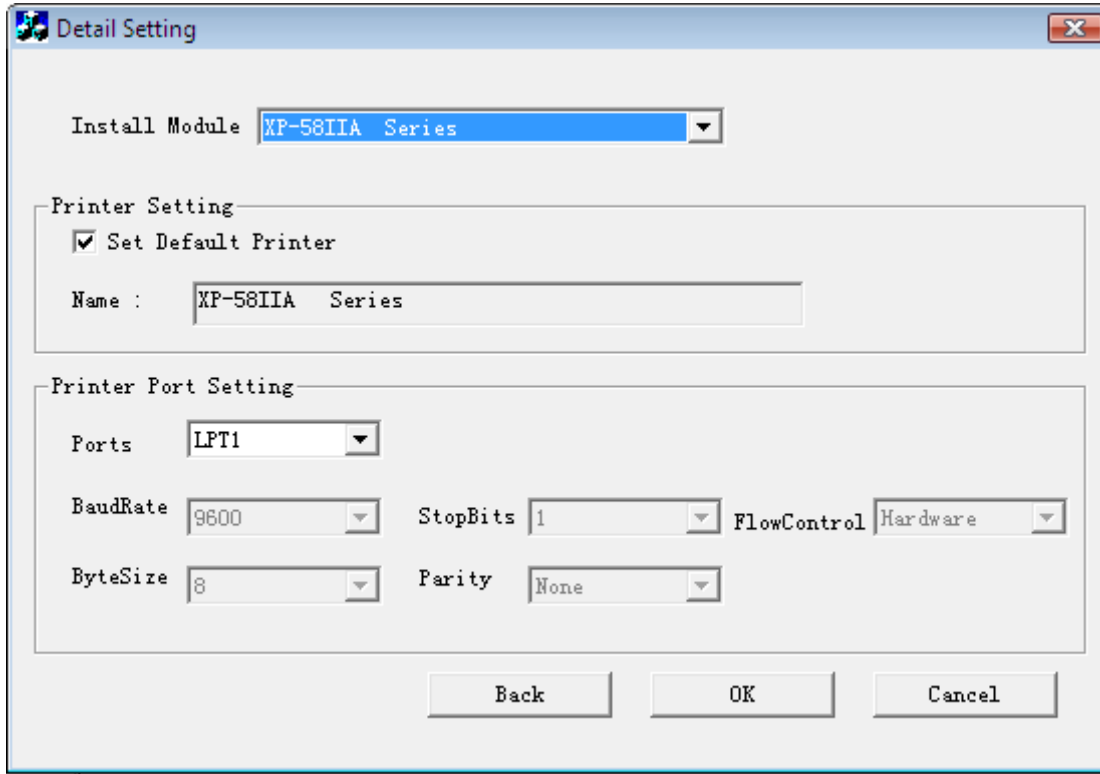 Detail Setting
Install Module XP-58IIA Series
Printer Setting
Set Default Printer
Name : XP-58IIA Series
Printer Port Setting
Ports LPT1
BaudRate 9600 StopBits 1 FlowControl Hardware
ByteSize 8 Parity None
Back OK Cancel